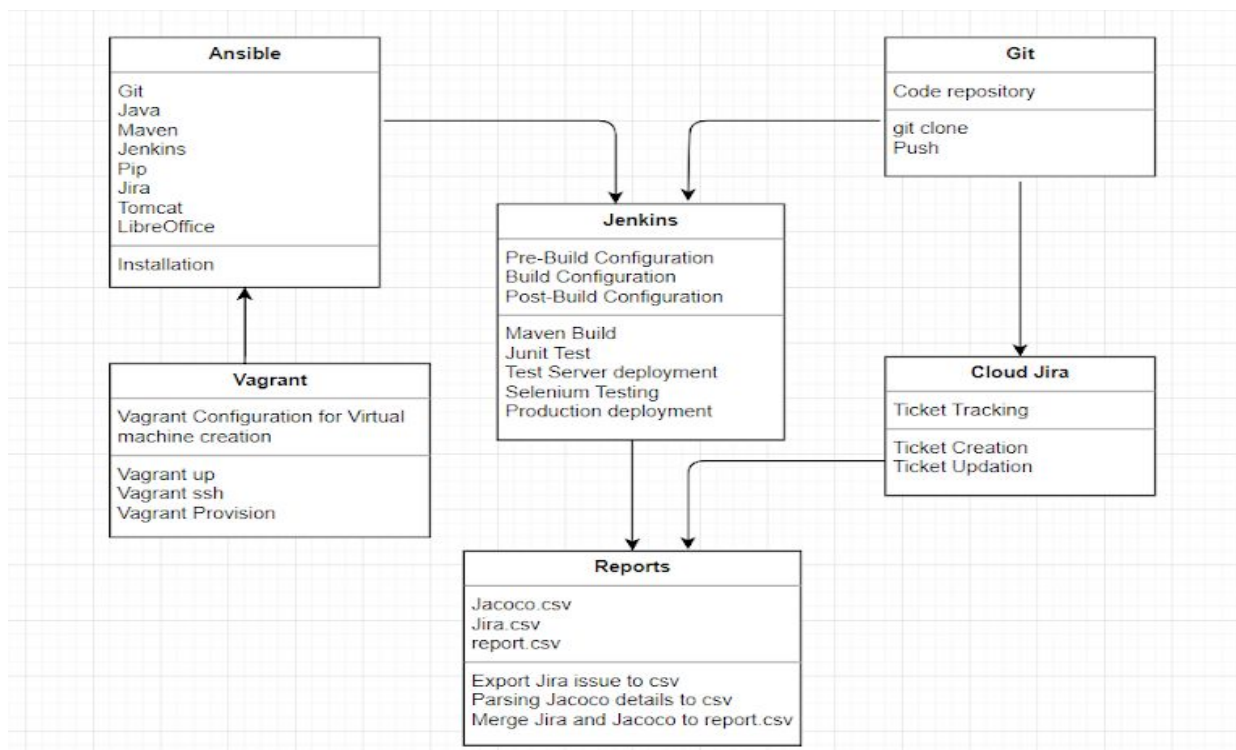 Ansible
Git
Java
Maven
Jenkins
Pip
Jira
Tomcat
LibreOffice
Installation
Git
Code repository
git clone
Push
Jenkins
Pre-Build Configuration
Build Configuration
Post-Build Configuration
Maven Build
Junit Test
Test Server deployment
Selenium Testing
Production deployment
Vagrant
Vagrant Configuration for Virtual
machine creation
Vagrant up
Vagrant ssh
Vagrant Provision
Cloud Jira
Ticket Tracking
Ticket Creation
Ticket Updation
Reports
Jacoco.csv
Jira.csv
report.csv
Export Jira issue to csv
Parsing Jacoco details to csv
Merge Jira and Jacoco to report.csv